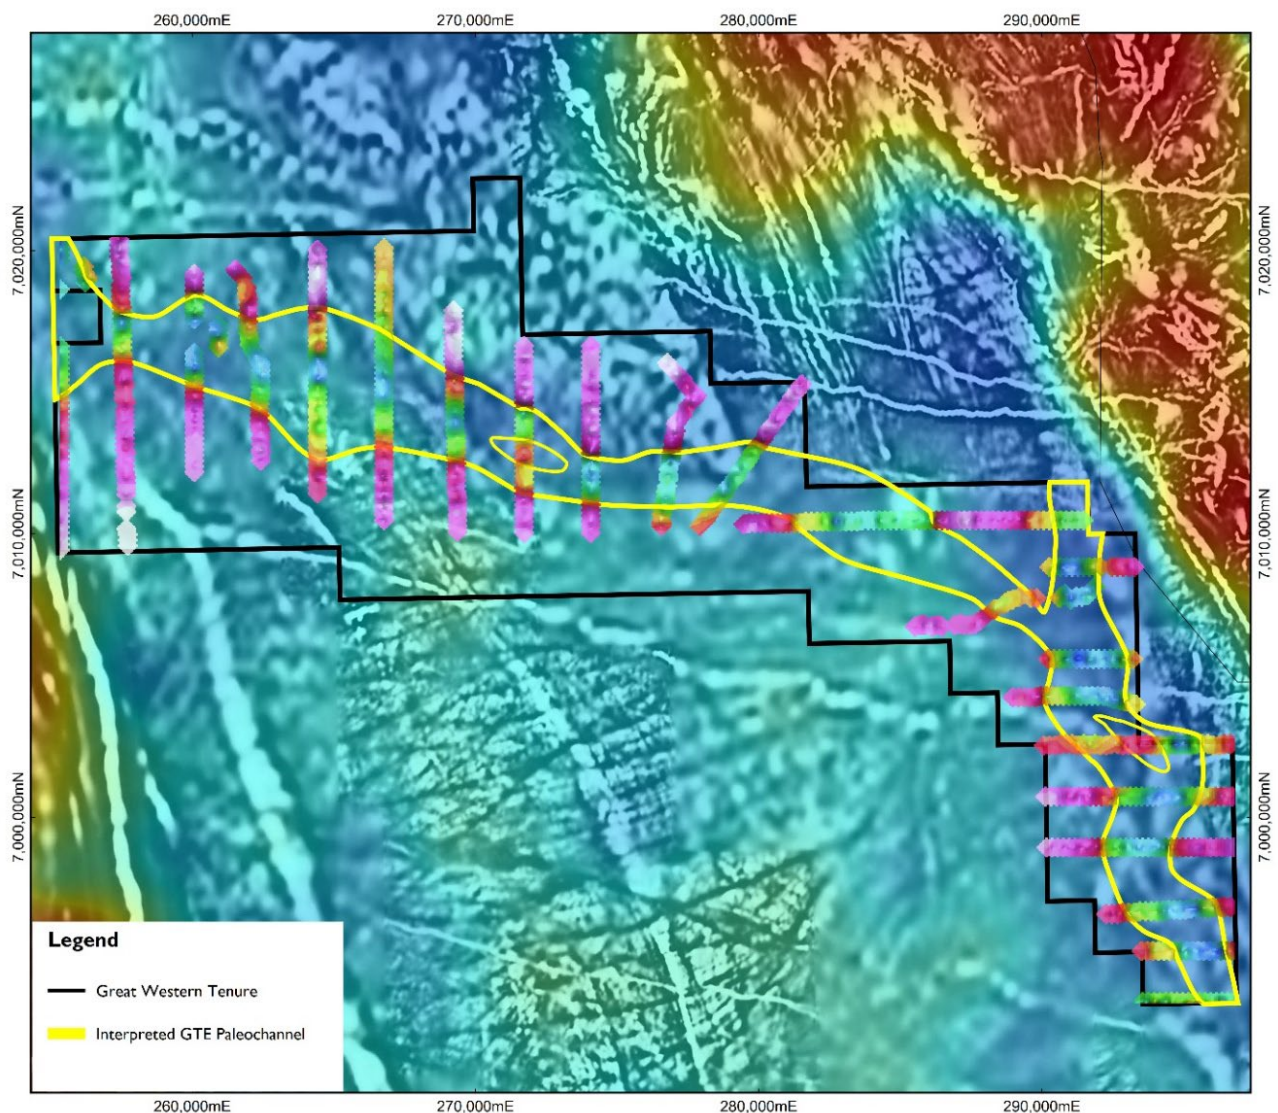 260,000mE 270,000mE 280,000mE 290,000mE
7,020,000mN 7,020,000mN
7,010,000mN 7,010,000mN
7,000,000mN 7,000,000mN
Legend
Great Western Tenure
Interpreted GTE Paleochannel
260,000mE 270,000mE 280,000mE 290,000mE